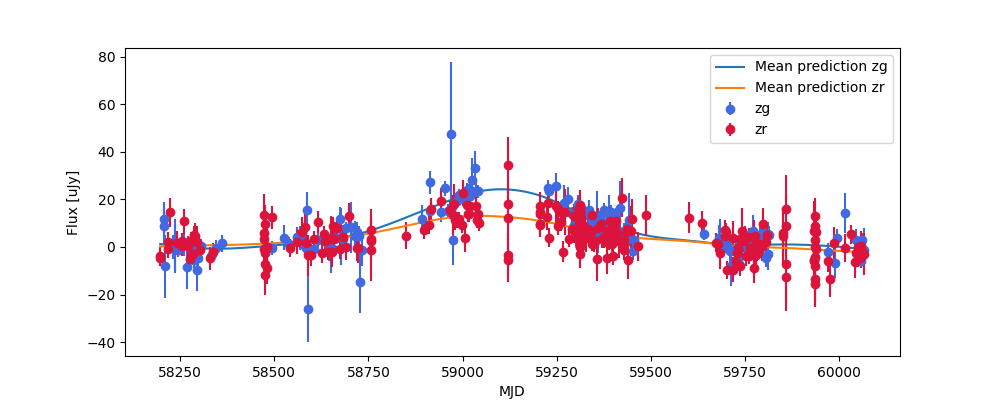 80
60
40
20
0
−20
−40
Flux [uJy]
58250
58500
58750
59000
59250
59500
59750
60000
MJD
Mean prediction zg
Mean prediction zr
zg
zr